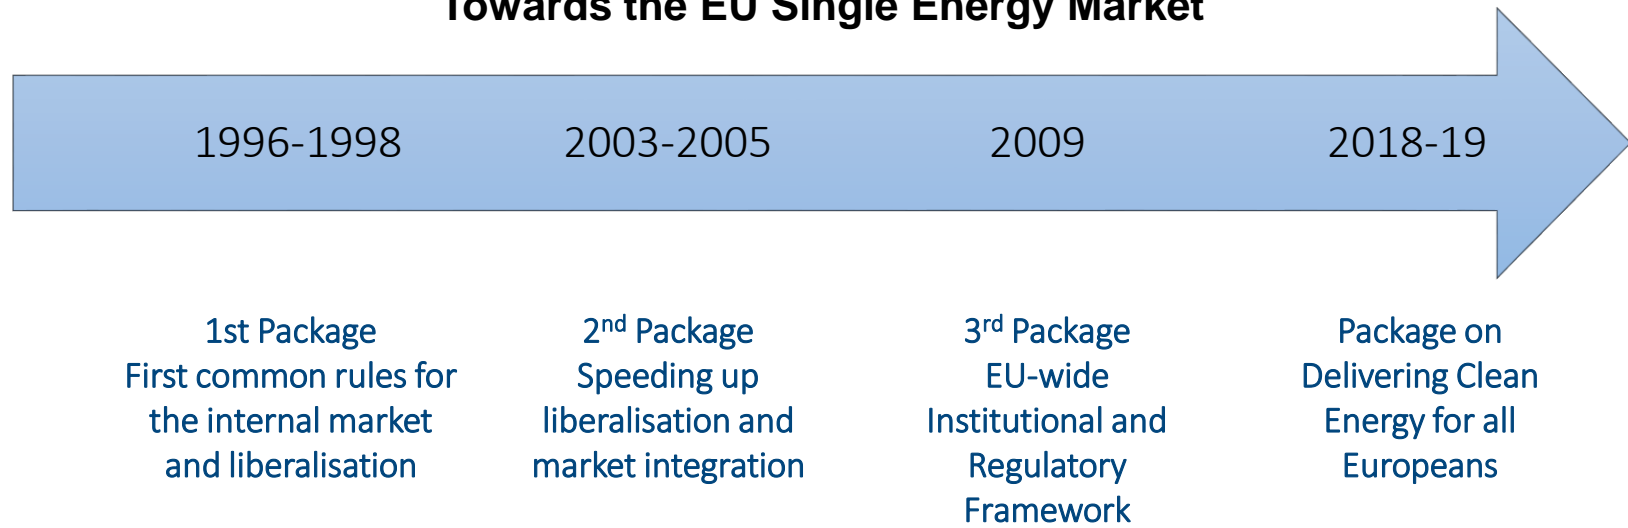 Towards the EU Single Energy Market
1996-1998
2003-2005
2009
2018-19
1st Package
First common rules for
the internal market
and liberalisation
2nd Package
Speeding up
liberalisation and
market integration
3rd Package
EU-wide
Institutional and
Regulatory
Framework
Package on
Delivering Clean
Energy for all
Europeans